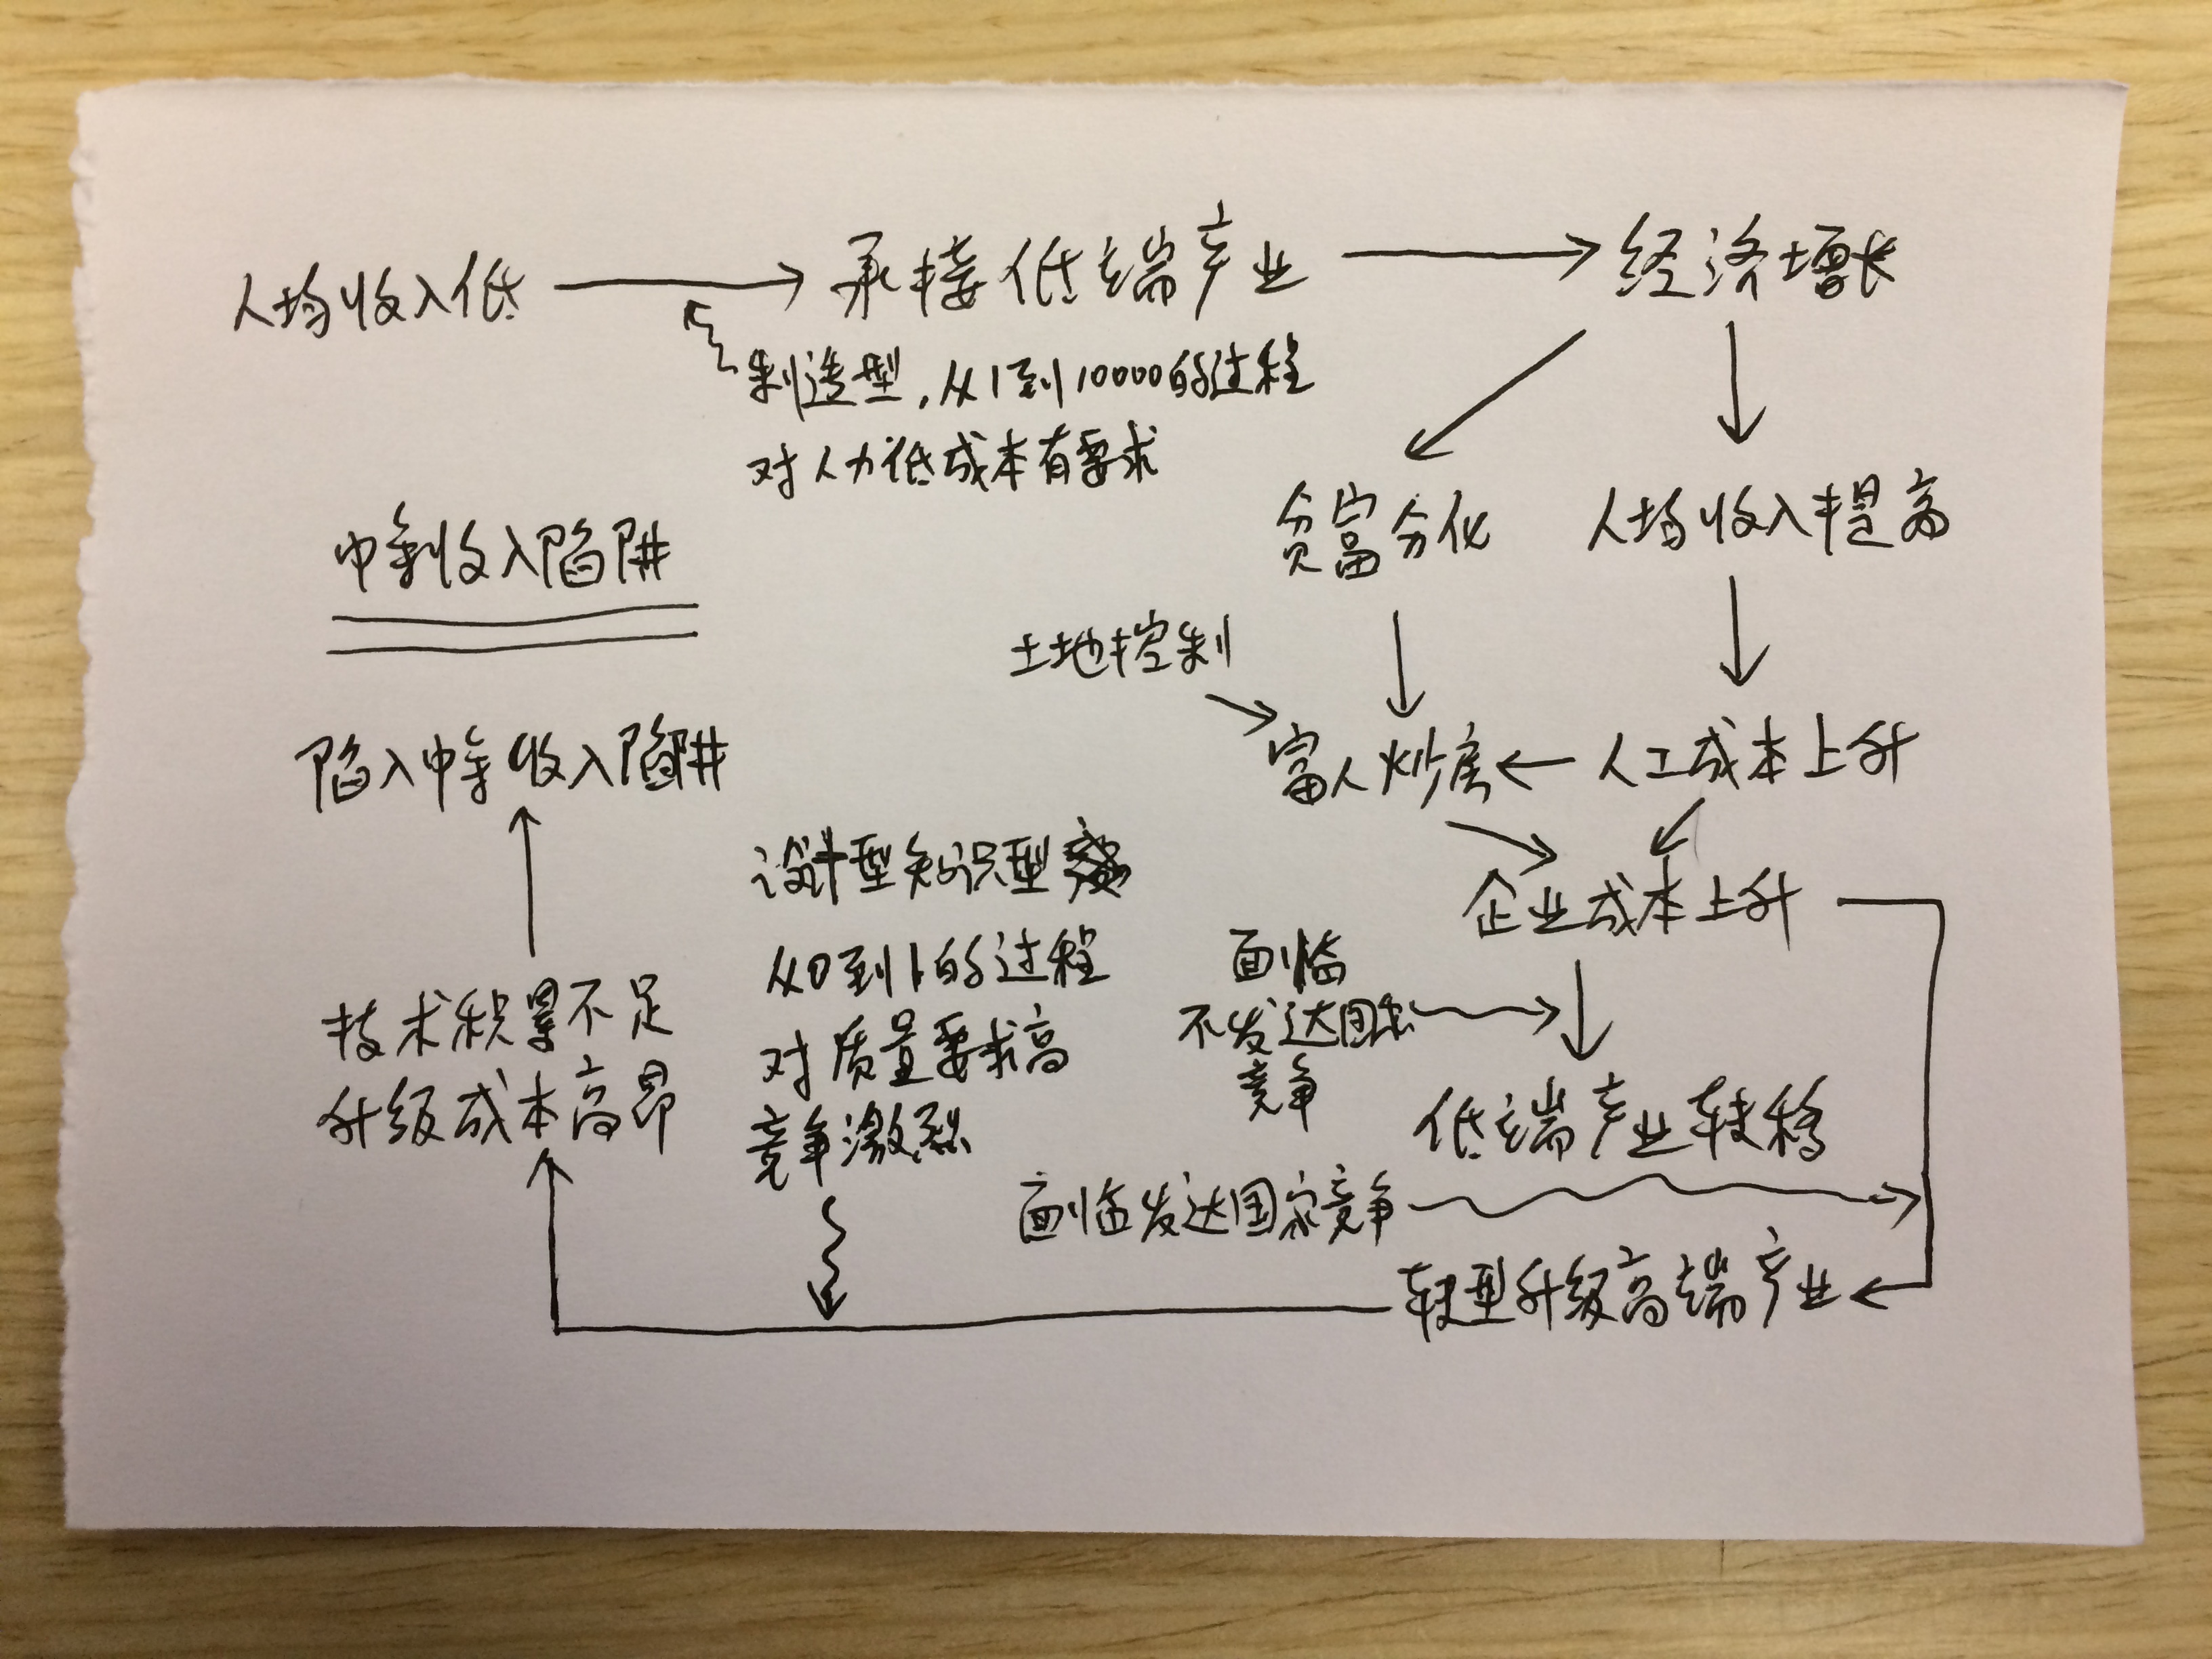 人均收入低
承接低端产业
经济增长
制造型，从1到10000的过程
对人力低成本有要求
中等收入陷阱
贫富分化
人均收入提高
土地控制
陷入中等收入陷阱
富人炒房
人工成本上升
设计型知识型
企业成本上升
从0到1的过程
面临
不发达国家
竞争
技术积累不足
升级成本高昂
对质量要求高
竞争激烈
低端产业转移
面临发达国家竞争
转型升级高端产业